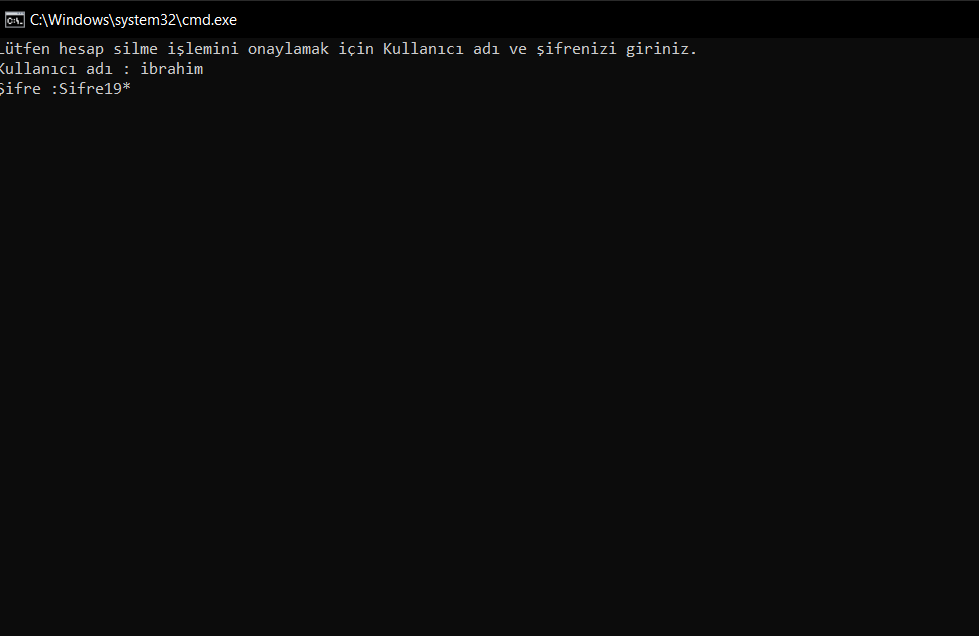 C:\Windows\system32\cmd.exe
Lütfen hesap silme işlemini onaylamak için Kullanıcı adı ve şifrenizi giriniz.
Kullanıcı adı : ibrahim
Şifre :Sifre19*